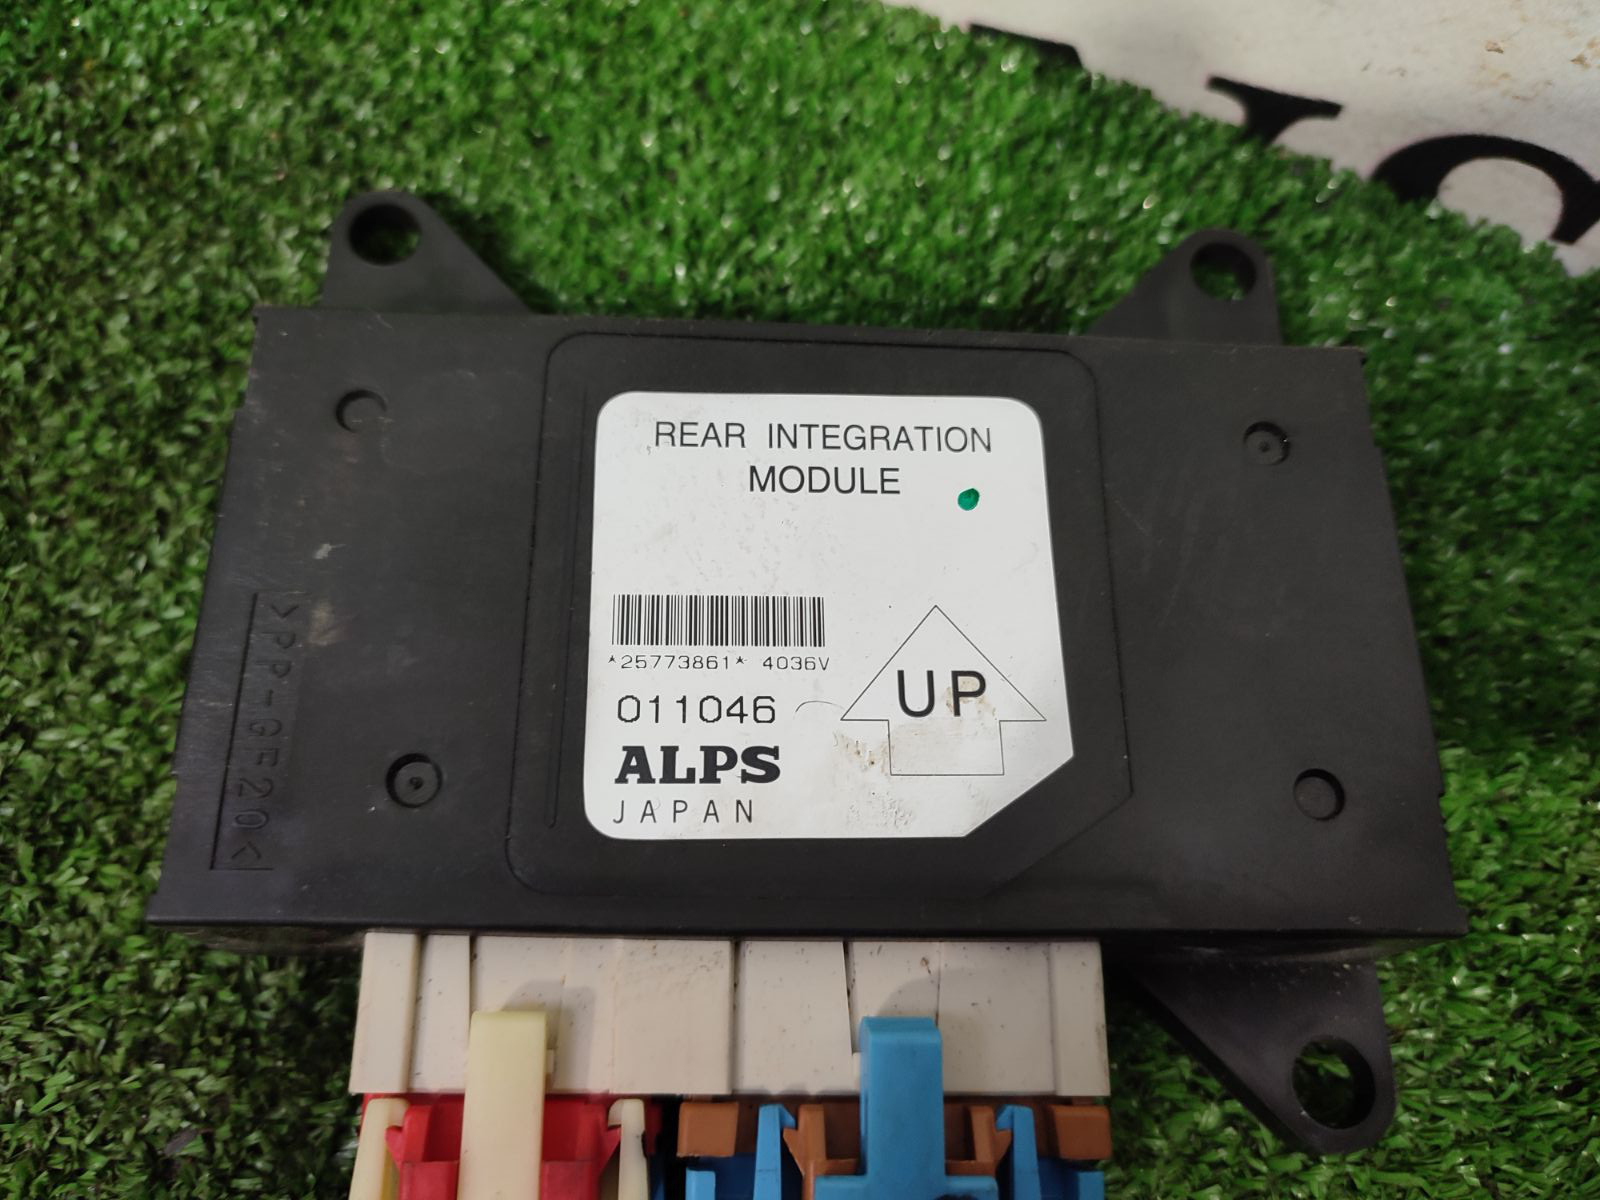 REAR INTEGRATION
MODULE
*25773861* 4036V
011046
UP
ALPS
JAPAN
>PP-GF20<